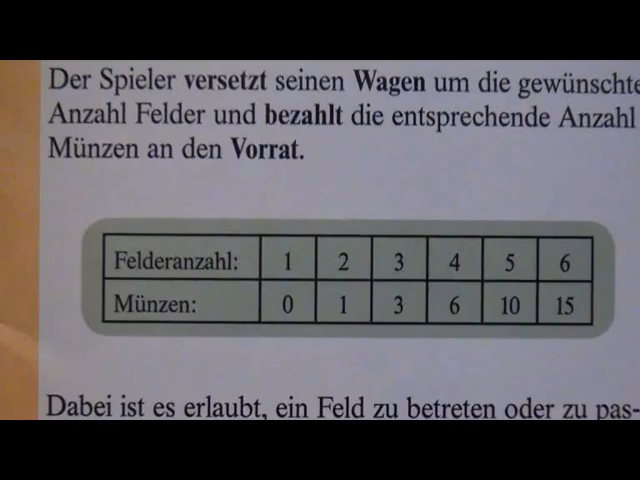 Der Spieler versetzt seinen Wagen um die gewünschte
Anzahl Felder und bezahlt die entsprechende Anzahl
Münzen an den Vorrat.
Felderanzahl: 1 2 3 4 5 6
Münzen: 0 1 3 6 10 15
Dabei ist es erlaubt, ein Feld zu betreten oder zu pas-